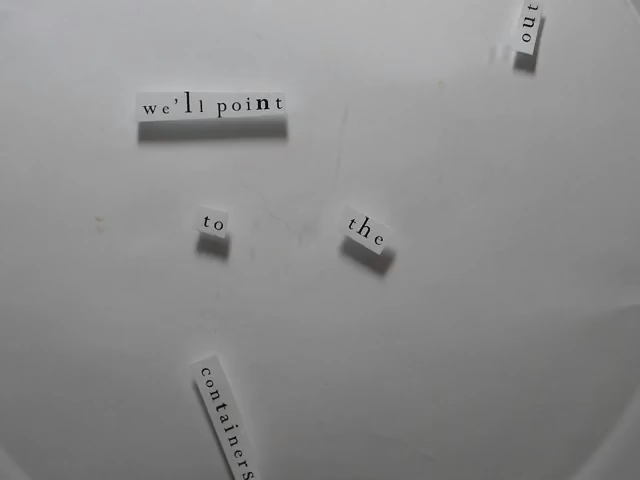 out
we'll point
to the
containers